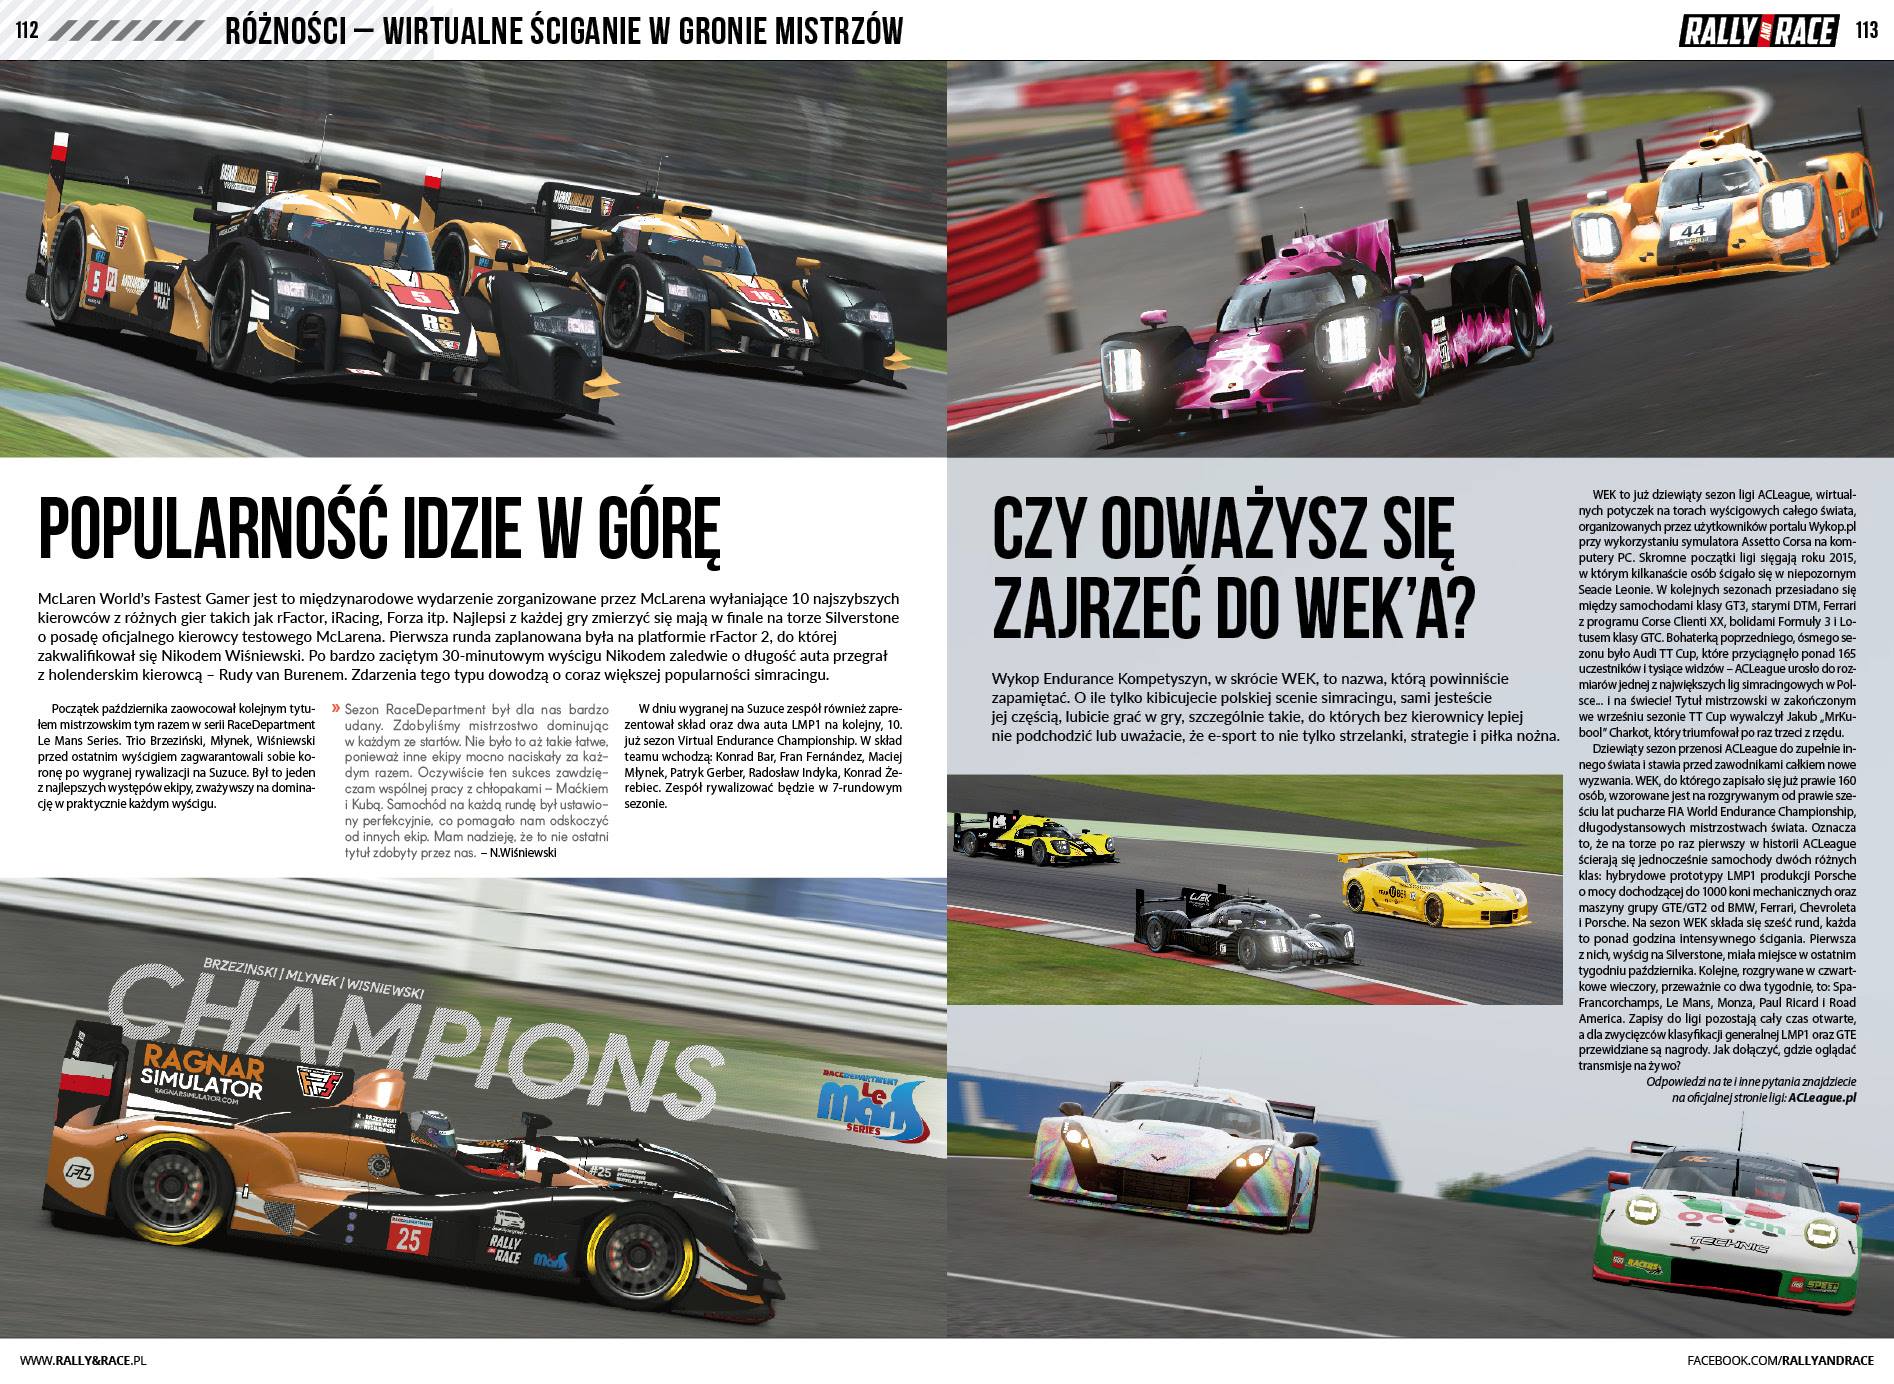 112
RÓŻNOŚCI – WIRTUALNE ŚCIGANIE W GRONIE MISTRZÓW
RALLY AND RACE
113
RAGNAR SIMULATOR
5
5
RS
16
44
POPULARNOŚĆ IDZIE W GÓRĘ
McLaren World's Fastest Gamer jest to międzynarodowe wydarzenie zorganizowane przez McLarena wyłaniające 10 najszybszych
kierowców z różnych gier takich jak rFactor, iRacing, Forza itp. Najlepsi z każdej gry zmierzyć się mają w finale na torze Silverstone
o posadę oficjalnego kierowcy testowego McLarena. Pierwsza runda zaplanowana była na platformie rFactor 2, do której
zakwalifikował się Nikodem Wiśniewski. Po bardzo zaciętym 30-minutowym wyścigu Nikodem zaledwie o długość auta przegrał
z holenderskim kierowcą – Rudy van Burenem. Zdarzenia tego typu dowodzą o coraz większej popularności simracingu.
Początek października zaowocował kolejnym tytu-
łem mistrzowskim tym razem w serii RaceDepartment
Le Mans Series. Trio Brzeziński, Młynek, Wiśniewski
przed ostatnim wyścigiem zagwarantowali sobie ko-
ronę po wygranej rywalizacji na Suzuce. Był to jeden
z najlepszych występów ekipy, zważywszy na domina-
cję w praktycznie każdym wyścigu.
» Sezon RaceDepartment był dla nas bardzo
udany. Zdobyliśmy mistrzostwo dominując
w każdym ze startów. Nie było to aż takie łatwe,
ponieważ inne ekipy mocno naciskały za każ-
dym razem. Oczywiście ten sukces zawdzię-
czam wspólnej pracy z chłopakami – Maćkiem
i Kubą. Samochód na każdą rundę był ustawio-
ny perfekcyjnie, co pomagało nam odskoczyć
od innych ekip. Mam nadzieję, że to nie ostatni
tytuł zdobyty przez nas. – N.Wiśniewski
W dniu wygranej na Suzuce zespół również zapre-
zentował skład oraz dwa auta LMP1 na kolejny, 10.
już sezon Virtual Endurance Championship. W skład
teamu wchodzą: Konrad Bar, Fran Fernández, Maciej
Młynek, Patryk Gerber, Radosław Indyka, Konrad Że-
rebiec. Zespół rywalizować będzie w 7-rundowym
sezonie.
BRZEZINSKI | MLYNEK | WISNIEWSKI
CHAMPIONS
RAGNAR
SIMULATOR
RAGNARSIMULATOR.COM
RACEDEPARTMENT
Le
mans
SERIES
#25
25
RALLY
AND
RACE
CZY ODWAŻYSZ SIĘ
ZAJRZEĆ DO WEK'A?
Wykop Endurance Kompetyszyn, w skrócie WEK, to nazwa, którą powinniście
zapamiętać. O ile tylko kibicujecie polskiej scenie simracingu, sami jesteście
jej częścią, lubicie grać w gry, szczególnie takie, do których bez kierownicy lepiej
nie podchodzić lub uważacie, że e-sport to nie tylko strzelanki, strategie i piłka nożna.
WEK to już dziewiąty sezon ligi ACLeague, wirtual-
nych potyczek na torach wyścigowych całego świata,
organizowanych przez użytkowników portalu Wykop.pl
przy wykorzystaniu symulatora Assetto Corsa na kom-
putery PC. Skromne początki ligi sięgają roku 2015,
w którym kilkanaście osób ścigało się w niepozornym
Seacie Leonie. W kolejnych sezonach przesiadano się
między samochodami klasy GT3, starymi DTM, Ferrari
z programu Corse Clienti XX, bolidami Formuły 3 i Lo-
tusem klasy GTC. Bohaterką poprzedniego, ósmego se-
zonu było Audi TT Cup, które przyciągnęło ponad 165
uczestników i tysiące widzów – ACLeague urosło do roz-
miarów jednej z największych lig simracingowych w Pol-
sce... i na świecie! Tytuł mistrzowski w zakończonym
we wrześniu sezonie TT Cup wywalczył Jakub „MrKu-
bool" Charkot, który triumfował po raz trzeci z rzędu.
Dziewiąty sezon przenosi ACLeague do zupełnie in-
nego świata i stawia przed zawodnikami całkiem nowe
wyzwania. WEK, do którego zapisało się już prawie 160
osób, wzorowane jest na rozgrywanym od prawie sze-
ściu lat pucharze FIA World Endurance Championship,
długodystansowych mistrzostwach świata. Oznacza
to, że na torze po raz pierwszy w historii ACLeague
ścierają się jednocześnie samochody dwóch różnych
klas: hybrydowe prototypy LMP1 produkcji Porsche
o mocy dochodzącej do 1000 koni mechanicznych oraz
maszyny grupy GTE/GT2 od BMW, Ferrari, Chevroleta
i Porsche. Na sezon WEK składa się sześć rund, każda
to ponad godzina intensywnego ścigania. Pierwsza
z nich, wyścig na Silverstone, miała miejsce w ostatnim
tygodniu października. Kolejne, rozgrywane w czwart-
kowe wieczory, przeważnie co dwa tygodnie, to: Spa-
Francorchamps, Le Mans, Monza, Paul Ricard i Road
America. Zapisy do ligi pozostają cały czas otwarte,
a dla zwycięzców klasyfikacji generalnej LMP1 oraz GTE
przewidziane są nagrody. Jak dołączyć, gdzie oglądać
transmisje na żywo?
Odpowiedzi na te i inne pytania znajdziecie
na oficjalnej stronie ligi: ACLeague.pl
WEK
ocean
TECHNIC
RACERS
SPEED
WWW.RALLY&RACE.PL
FACEBOOK.COM/RALLYANDRACE